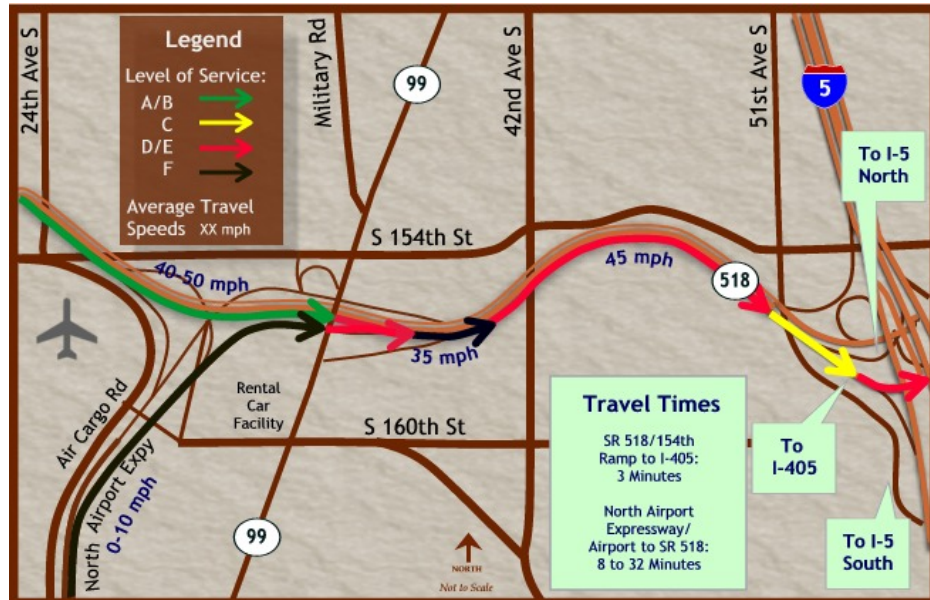 24th Ave S
Legend
Level of Service:
A/B
C
D/E
F
Average Travel
Speeds XX mph
Military Rd
99
42nd Ave S
51st Ave S
5
To I-5
North
S 154th St
40-50 mph
45 mph
518
35 mph
Air Cargo Rd
North Airport Expy
0-10 mph
Rental
Car
Facility
S 160th St
99
NORTH
Not to Scale
Travel Times
SR 518/154th
Ramp to I-405:
3 Minutes
North Airport
Expressway/
Airport to SR 518:
8 to 32 Minutes
To
I-405
To I-5
South